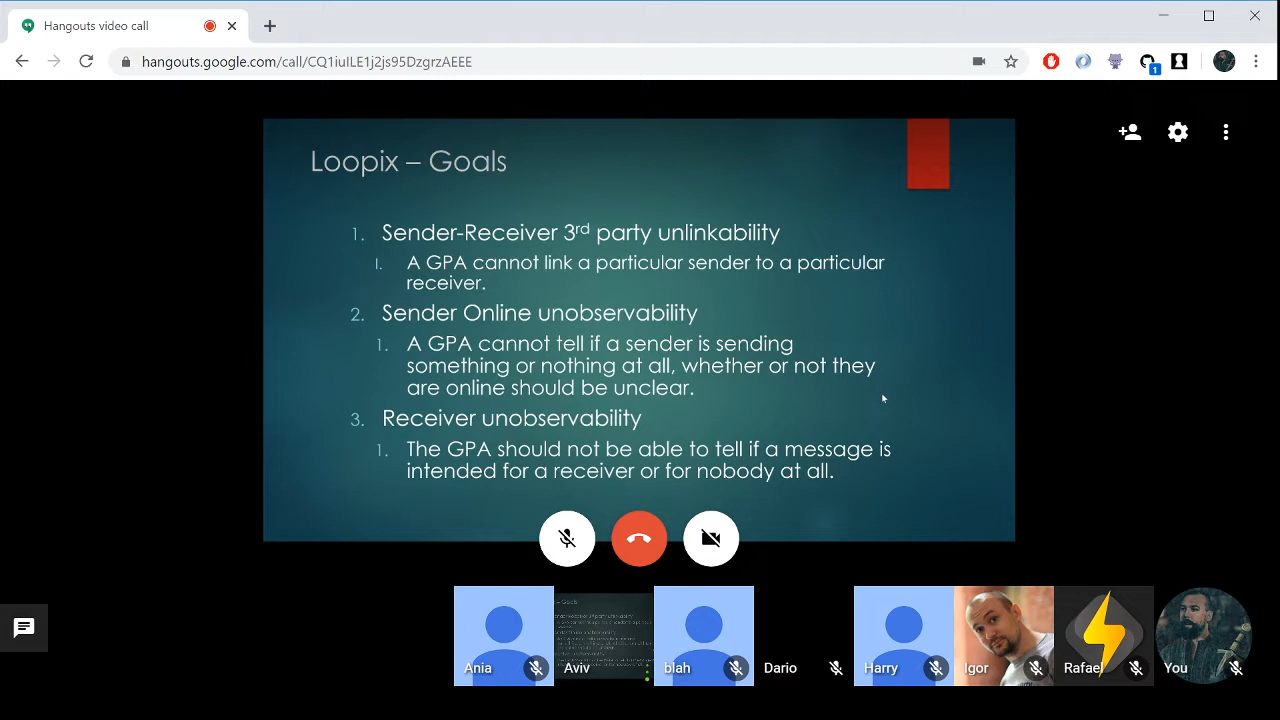 Hangouts video call
hangouts.google.com/call/CQ1iuILE1j2js95DzgrzAEEE
1
Loopix – Goals
1. Sender-Receiver 3rd party unlinkability
I. A GPA cannot link a particular sender to a particular
receiver.
2. Sender Online unobservability
1. A GPA cannot tell if a sender is sending
something or nothing at all, whether or not they
are online should be unclear.
3. Receiver unobservability
1. The GPA should not be able to tell if a message is
intended for a receiver or for nobody at all.
Ania
Aviv
blah
Dario
Harry
Igor
Rafael
You